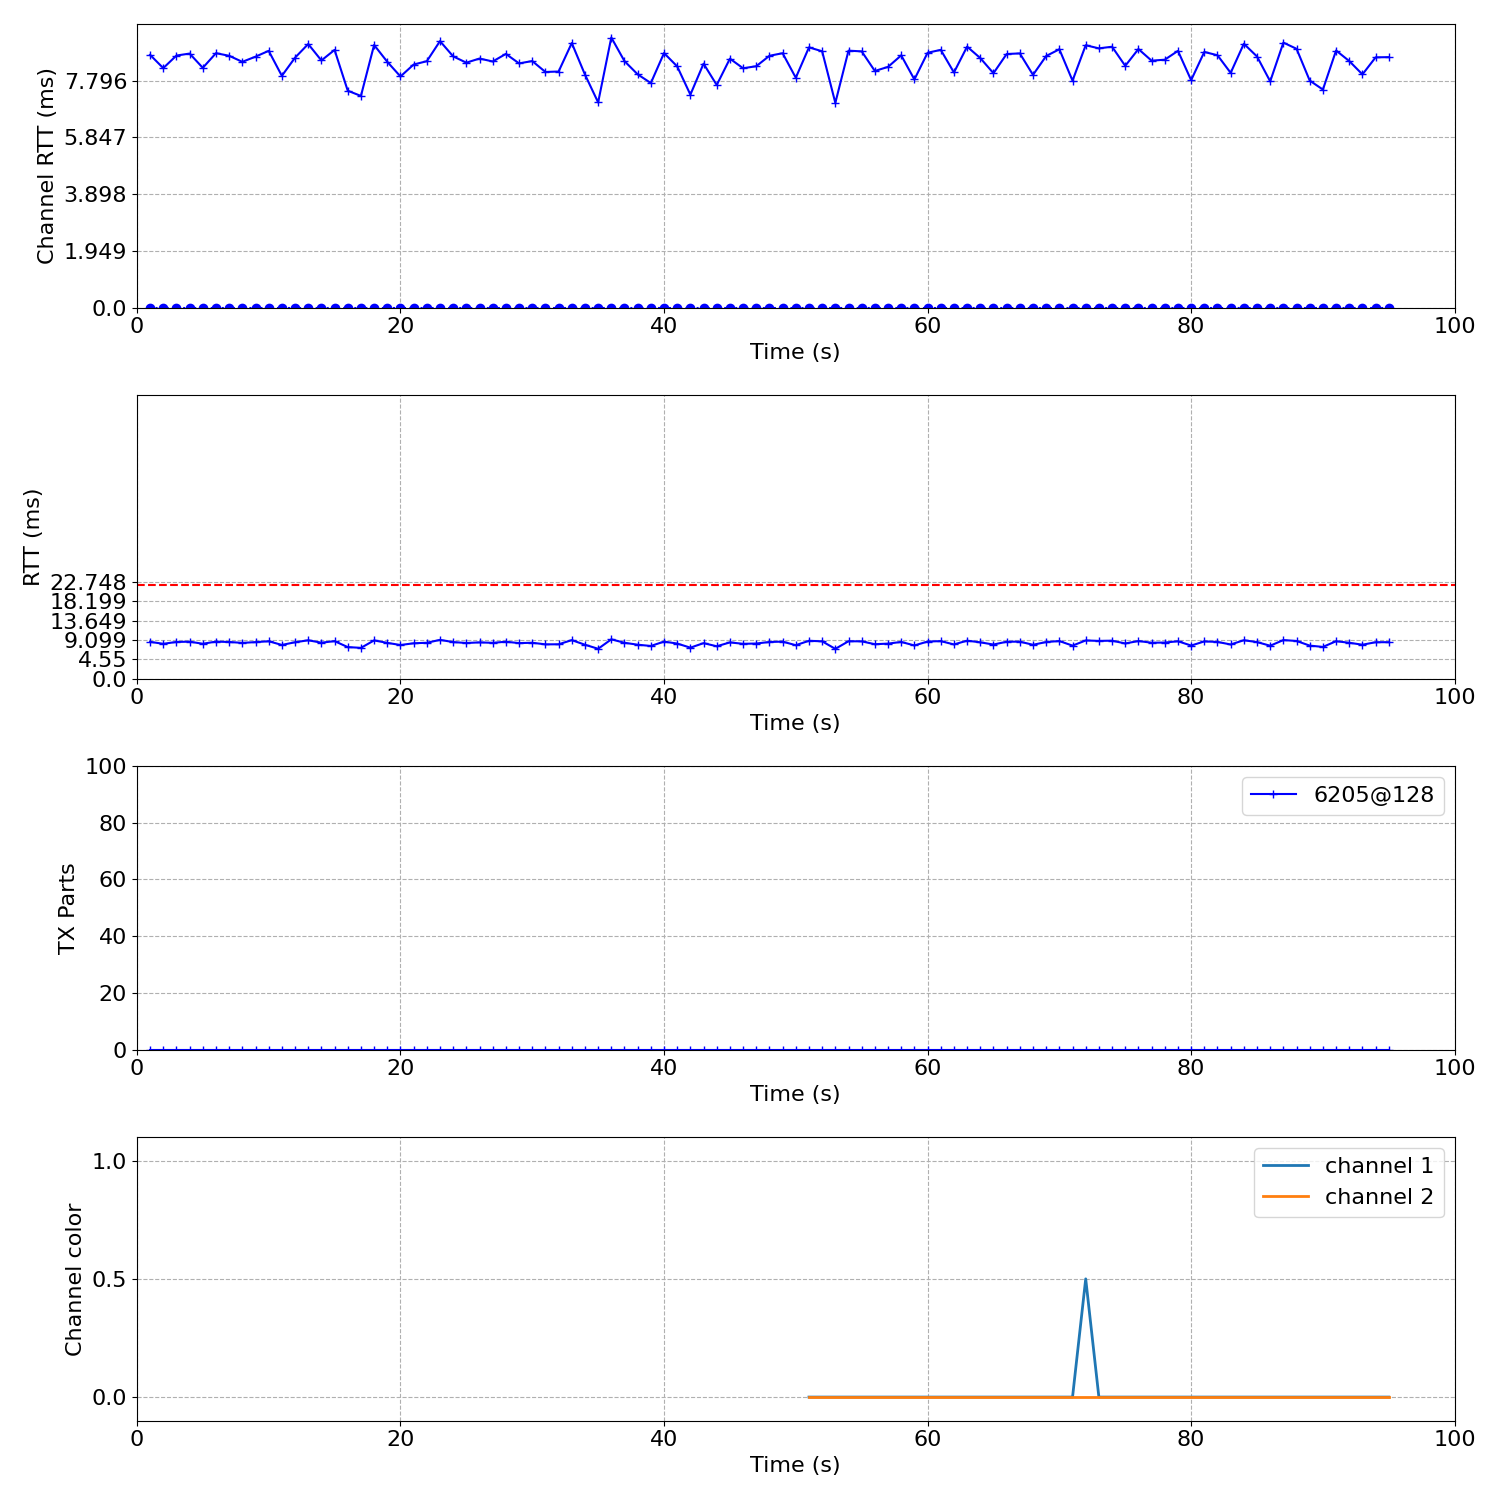 Channel RTT (ms)
7.796
5.847
3.898
1.949
0.0
0 20 40 60 80 100
Time (s)
RTT (ms)
22.748
18.199
13.649
9.099
4.55
0.0
0 20 40 60 80 100
Time (s)
TX Parts
100
80
60
40
20
0
6205@128
0 20 40 60 80 100
Time (s)
Channel color
1.0
0.5
0.0
channel 1
channel 2
0 20 40 60 80 100
Time (s)